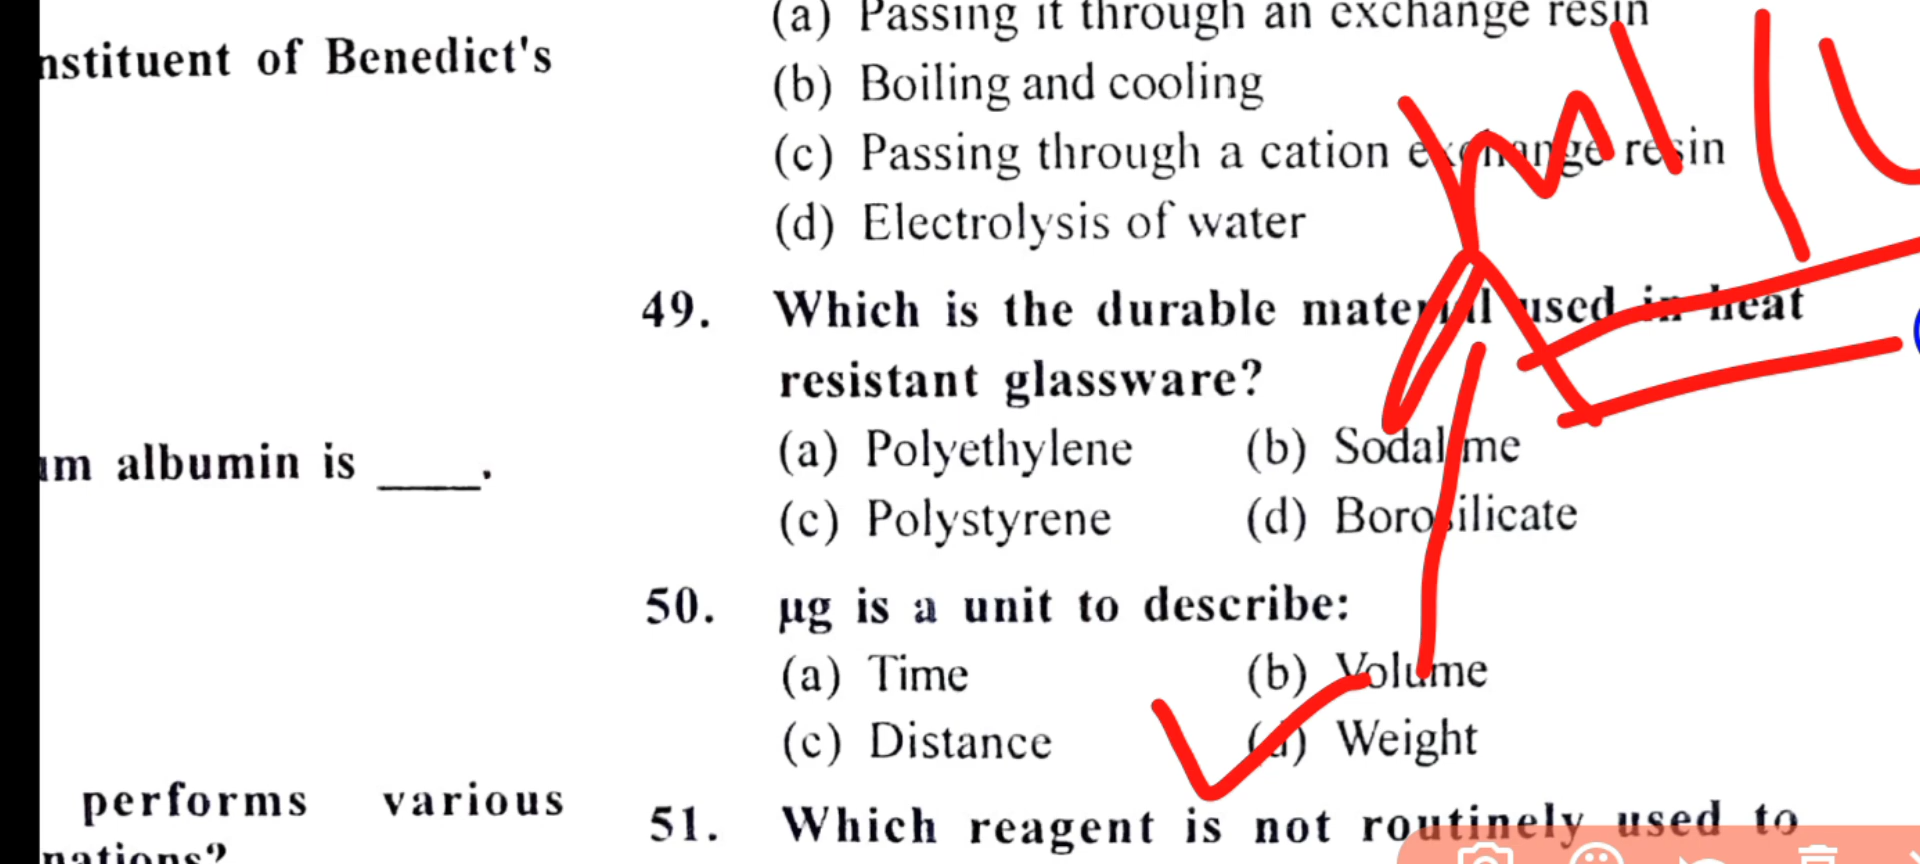 nstituent of Benedict's
um albumin is ____.
performs various
nations?
(a) Passing it through an exchange resin
(b) Boiling and cooling
(c) Passing through a cation exchange resin
(d) Electrolysis of water
49. Which is the durable material used in heat
resistant glassware?
(a) Polyethylene (b) Sodalime
(c) Polystyrene (d) Borosilicate
50. µg is a unit to describe:
(a) Time (b) Volume
(c) Distance (d) Weight
51. Which reagent is not routinely used to